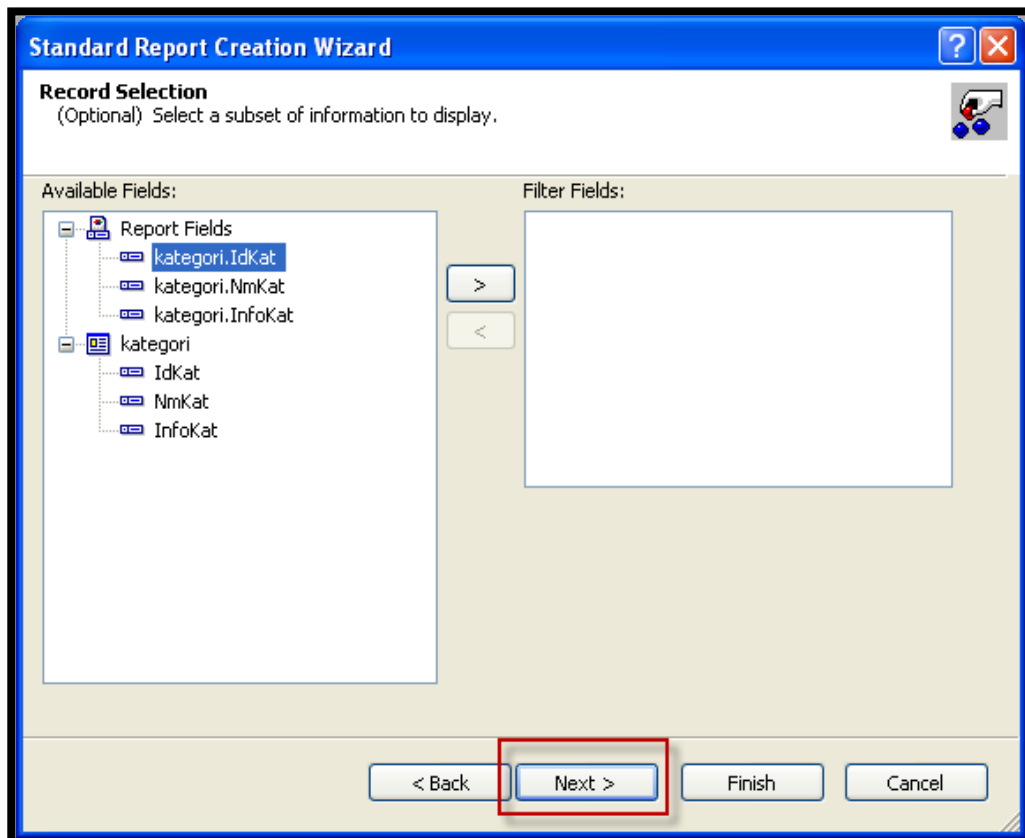 Standard Report Creation Wizard
Record Selection
(Optional) Select a subset of information to display.
Available Fields:
Filter Fields:
Report Fields
kategori.IdKat
kategori.NmKat
kategori.InfoKat
kategori
IdKat
NmKat
InfoKat
>
<
< Back
Next >
Finish
Cancel